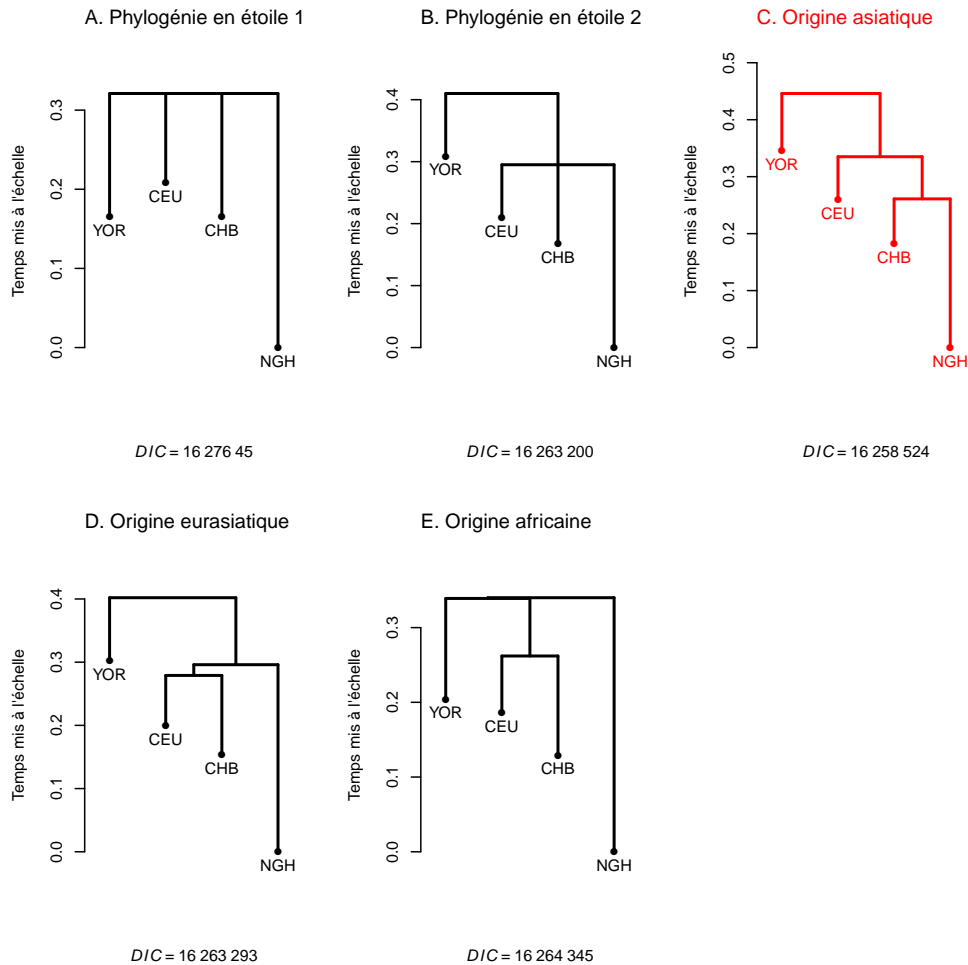 A. Phylogénie en étoile 1
Temps mis à l'échelle
0.3
0.2
0.1
0.0
YOR
CEU
CHB
NGH
DIC = 16 276 45
B. Phylogénie en étoile 2
Temps mis à l'échelle
0.4
0.3
0.2
0.1
0.0
YOR
CEU
CHB
NGH
DIC = 16 263 200
C. Origine asiatique
Temps mis à l'échelle
0.5
0.4
0.3
0.2
0.1
0.0
YOR
CEU
CHB
NGH
DIC = 16 258 524
D. Origine eurasiatique
Temps mis à l'échelle
0.4
0.3
0.2
0.1
0.0
YOR
CEU
CHB
NGH
DIC = 16 263 293
E. Origine africaine
Temps mis à l'échelle
0.3
0.2
0.1
0.0
YOR
CEU
CHB
NGH
DIC = 16 264 345